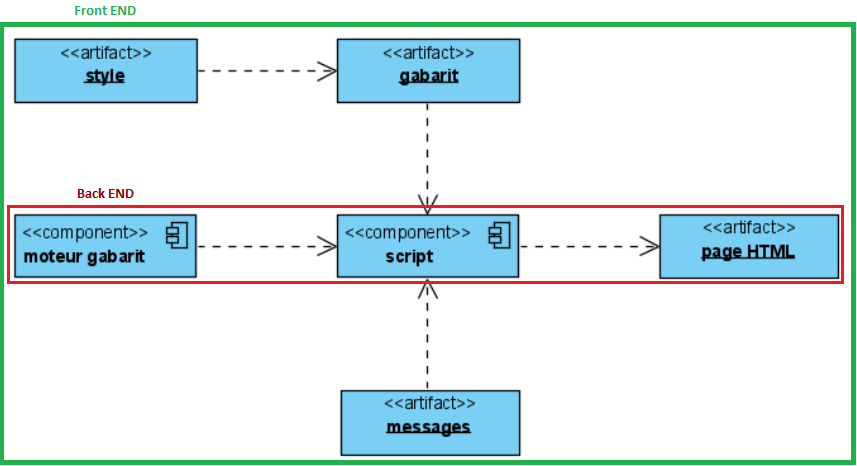 Front END
<<artifact>>
style
<<artifact>>
gabarit
Back END
<<component>>
moteur gabarit
<<component>>
script
<<artifact>>
page HTML
<<artifact>>
messages